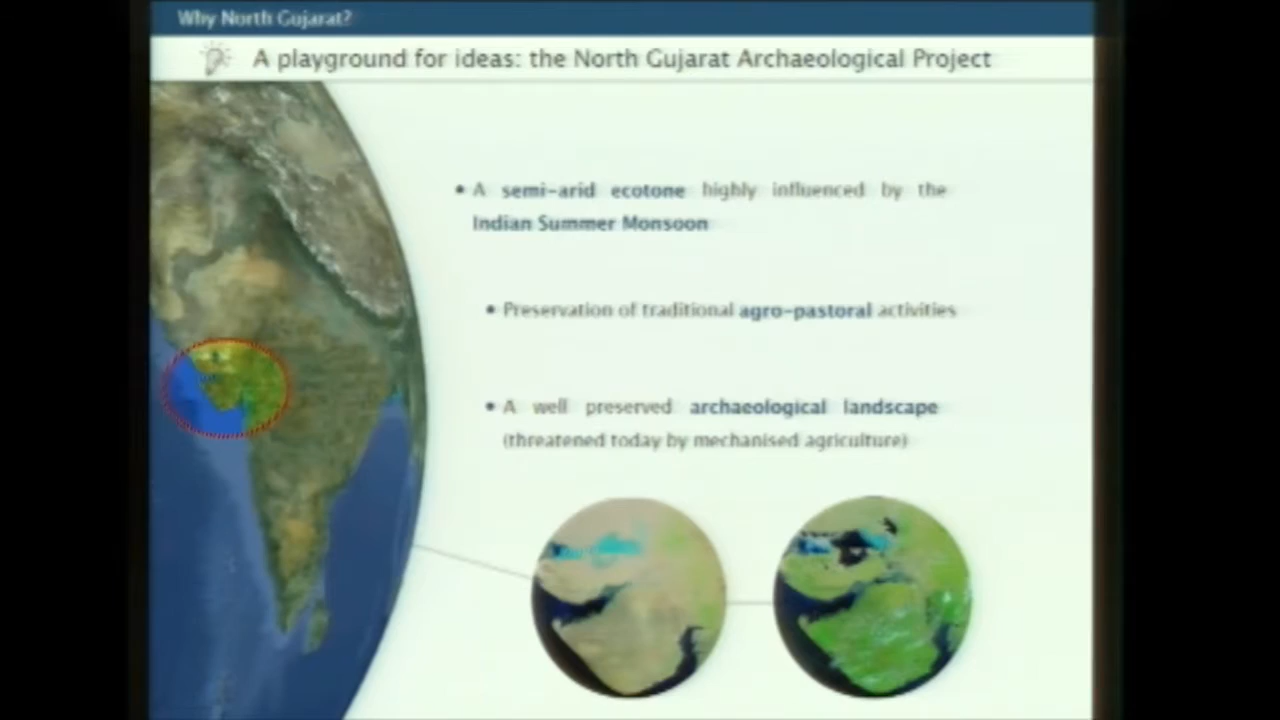 Why North Gujarat?
A playground for ideas: the North Gujarat Archaeological Project
• A semi-arid ecotone highly influenced by the
Indian Summer Monsoon
• Preservation of traditional agro-pastoral activities
• A well preserved archaeological landscape
(threatened today by mechanised agriculture)